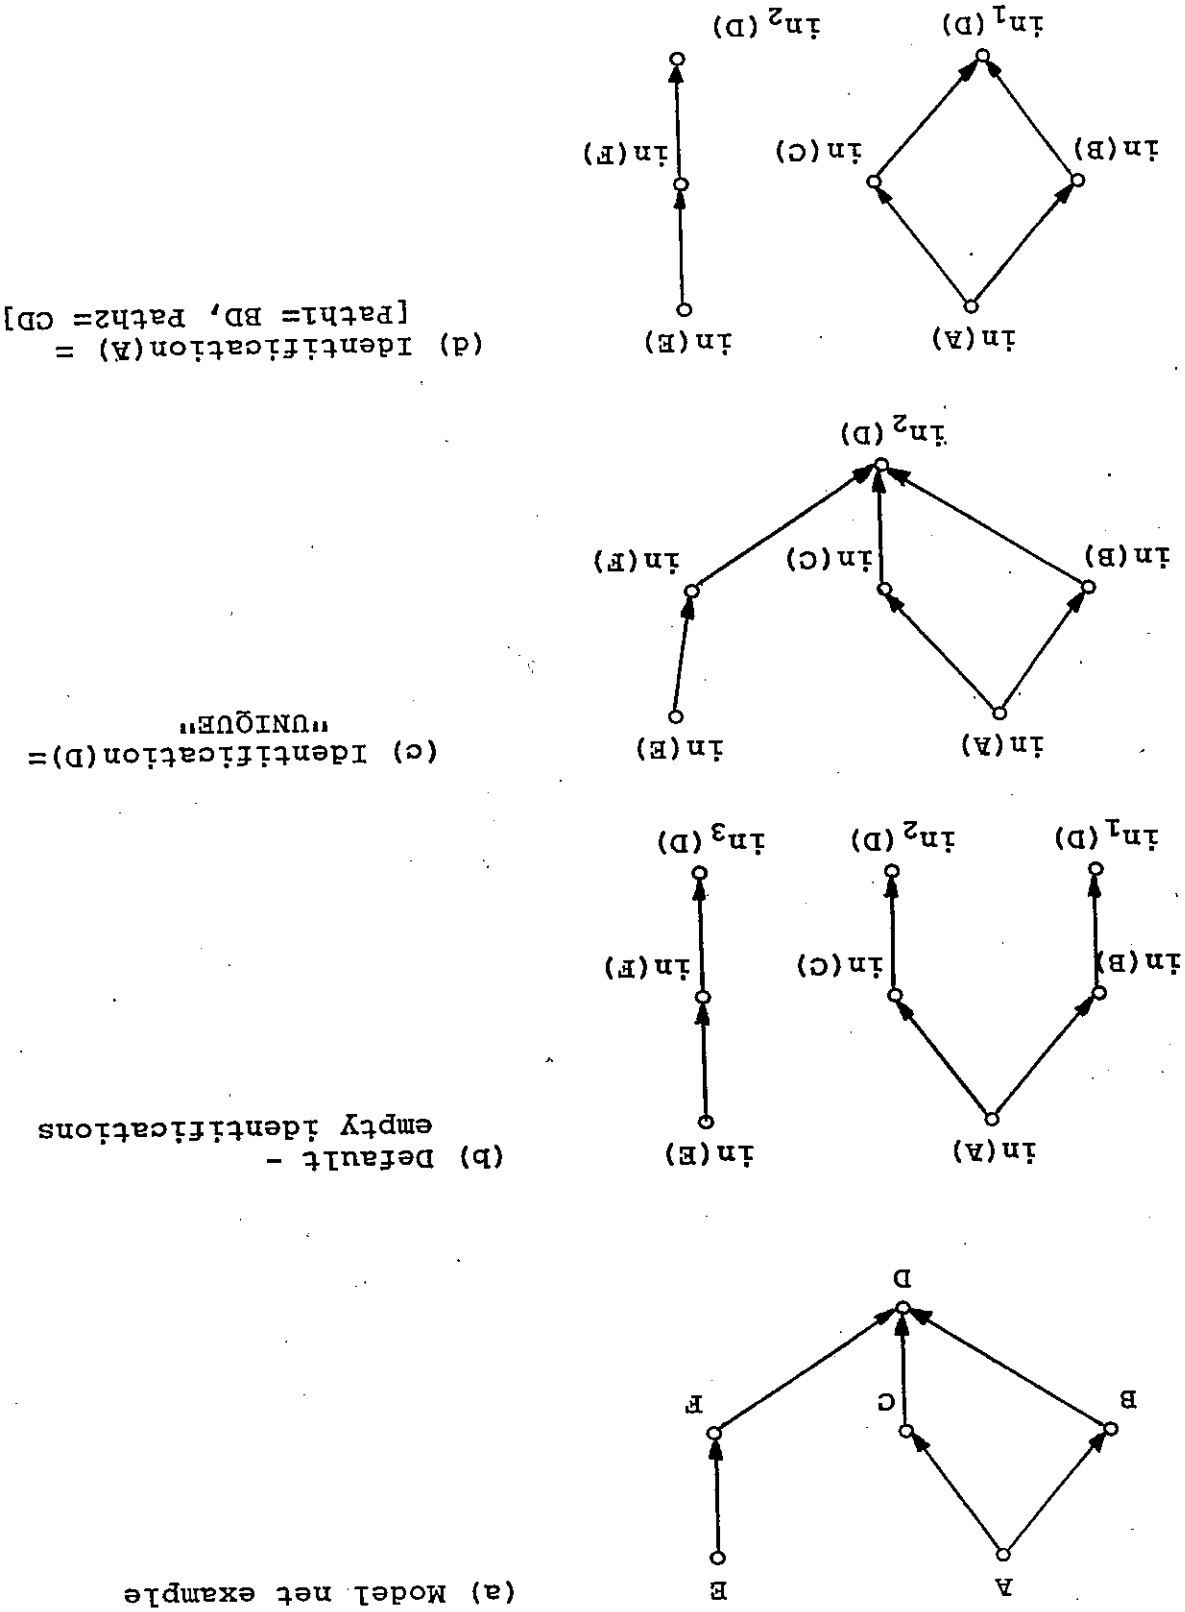 (a) Model net example
A
E
B
C
F
D
(b) Default -
empty identifications
in(A)
in(E)
in(B)
in(C)
in(F)
in1(D)
in2(D)
in3(D)
(c) Identification(D)=
"UNIQUE"
in(A)
in(E)
in(B)
in(C)
in(F)
in2(D)
(d) Identification(A) =
[Path1= BD, Path2= CD]
in(A)
in(E)
in(B)
in(C)
in(F)
in1(D)
in2(D)